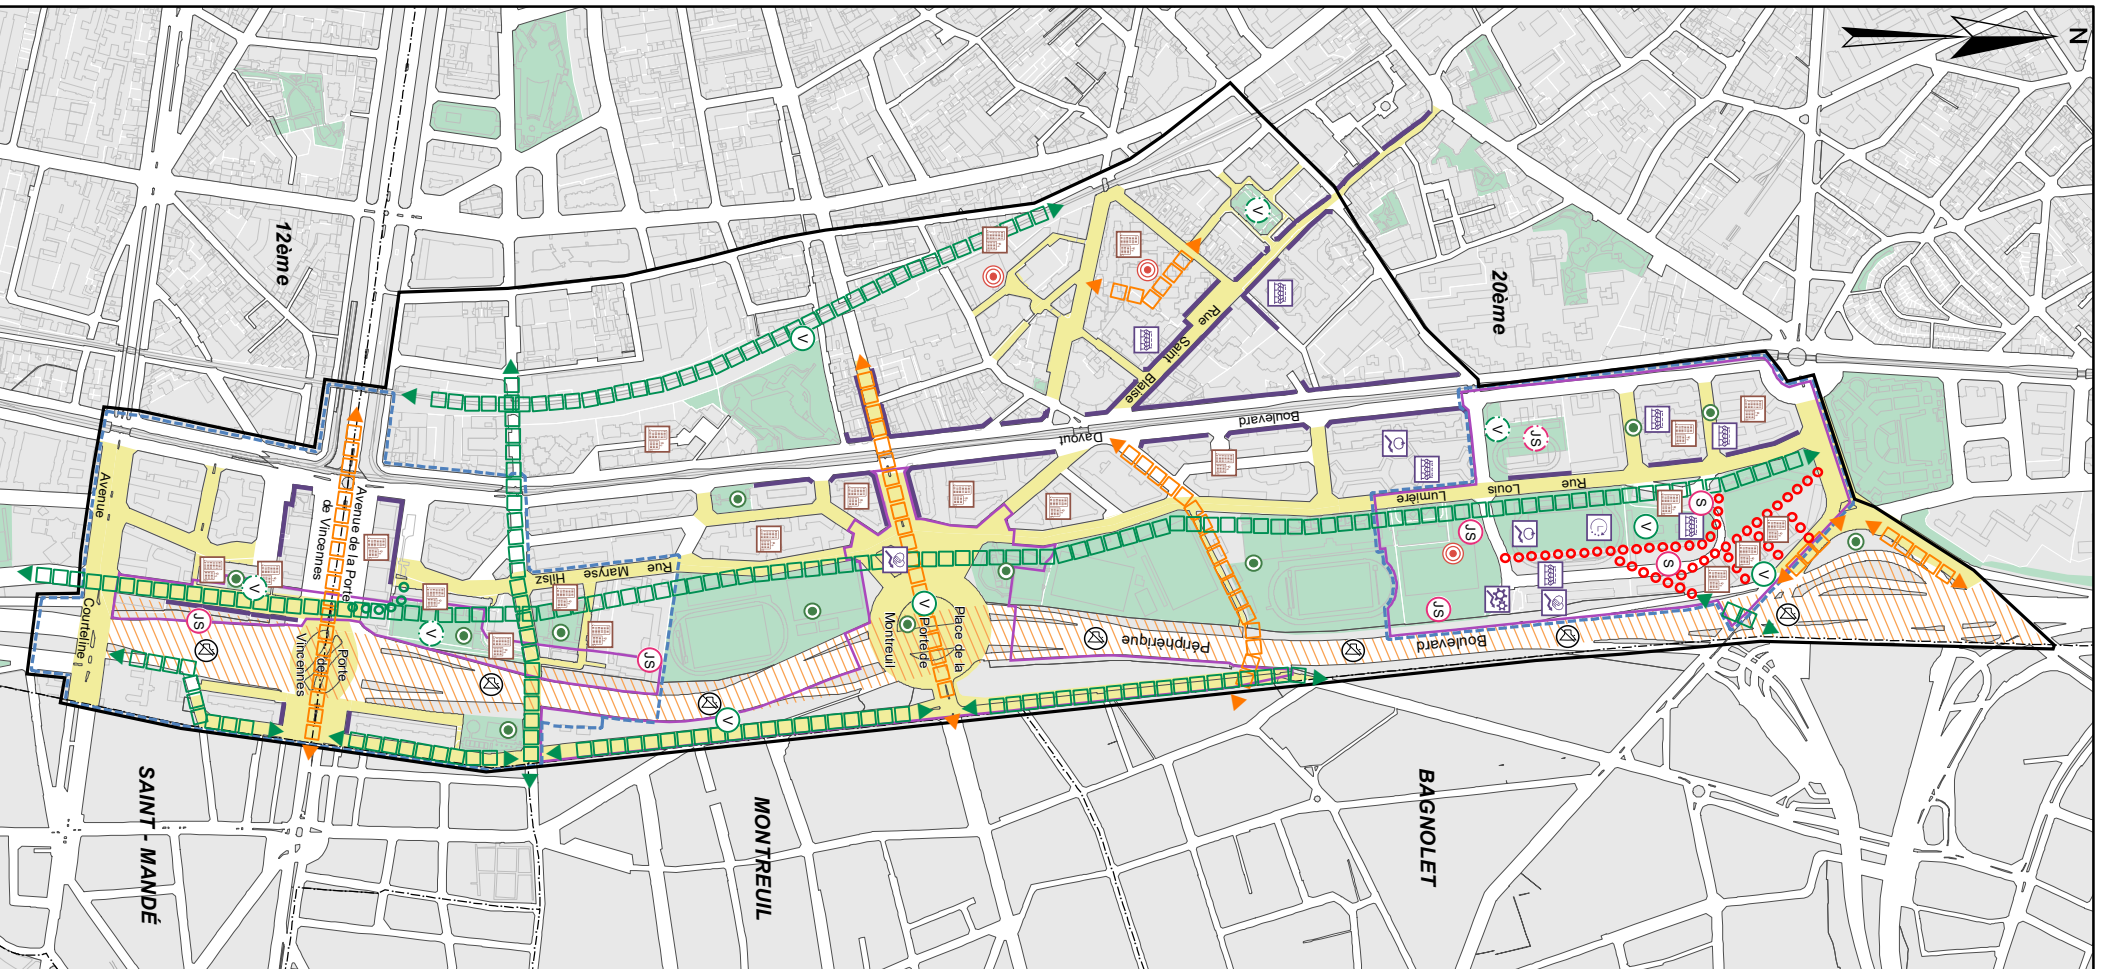 N
12ème
20ème
Rue
Saint
Blaise
Boulevard
Davout
Rue
Louis
Lumière
Avenue
Avenue de la Porte
de Vincennes
Courteline
Porte
de
Vincennes
Rue Maryse
Hilsz
Place de la
Porte de
Montreuil
Boulevard
Périphérique
SAINT - MANDÉ
MONTREUIL
BAGNOLET
V
V
V
JS
V
V
V
V
V
V
JS
JS
JS
JS
JS
S
S
V